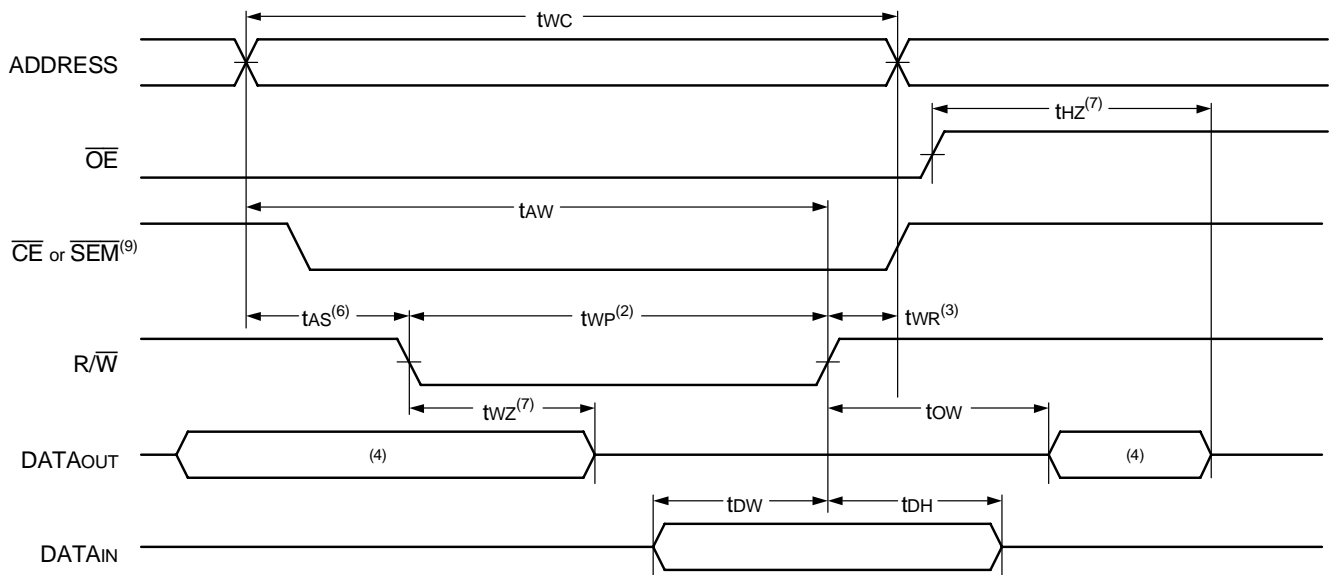 tWC
ADDRESS
tHZ(7)
OE
tAW
CE or SEM(9)
tAS(6) tWP(2) tWR(3)
R/W
tWZ(7) tOW
DATAOUT (4) (4)
tDW tDH
DATAIN